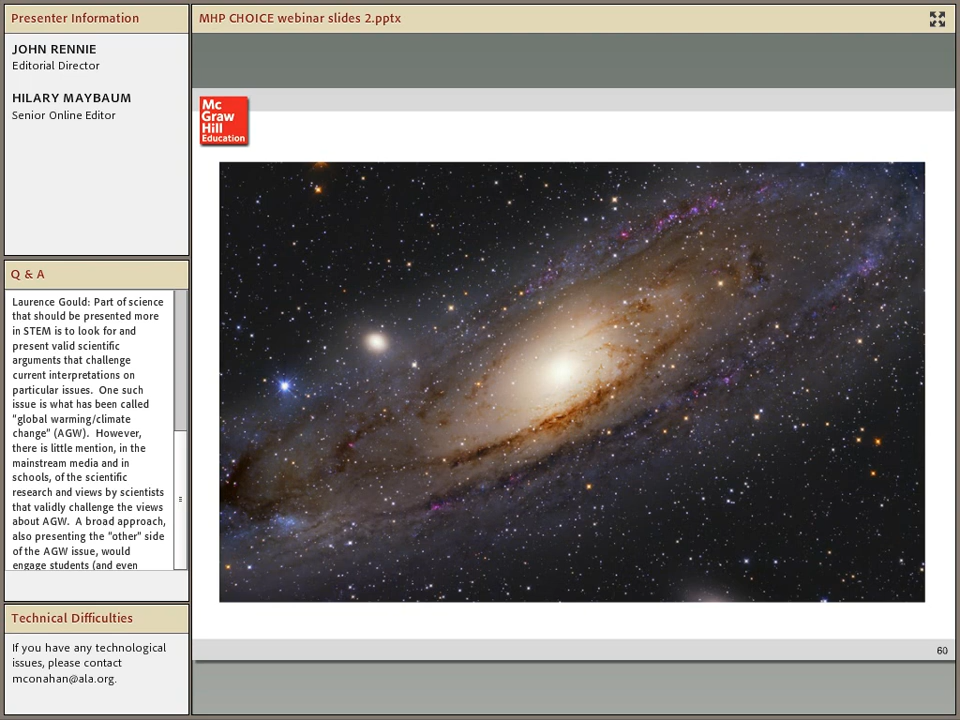 Presenter Information
JOHN RENNIE
Editorial Director
HILARY MAYBAUM
Senior Online Editor
Q & A
Laurence Gould: Part of science
that should be presented more
in STEM is to look for and
present valid scientific
arguments that challenge
current interpretations on
particular issues.  One such
issue is what has been called
"global warming/climate
change" (AGW).  However,
there is little mention, in the
mainstream media and in
schools, of the scientific
research and views by scientists
that validly challenge the views
about AGW.  A broad approach,
also presenting the "other" side
of the AGW issue, would
engage students (and even
Technical Difficulties
If you have any technological
issues, please contact
mconahan@ala.org.
MHP CHOICE webinar slides 2.pptx
Mc
Graw
Hill
Education
60